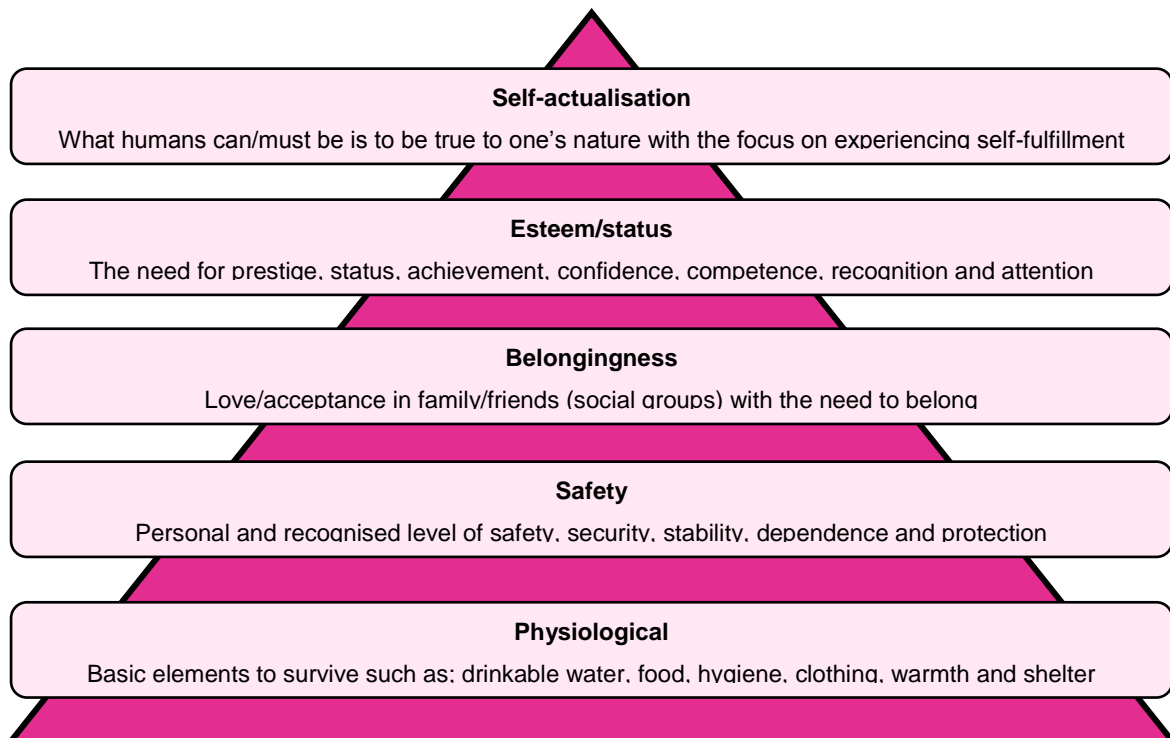 Self-actualisation
What humans can/must be is to be true to one's nature with the focus on experiencing self-fulfillment
Esteem/status
The need for prestige, status, achievement, confidence, competence, recognition and attention
Belongingness
Love/acceptance in family/friends (social groups) with the need to belong
Safety
Personal and recognised level of safety, security, stability, dependence and protection
Physiological
Basic elements to survive such as: drinkable water, food, hygiene, clothing, warmth and shelter